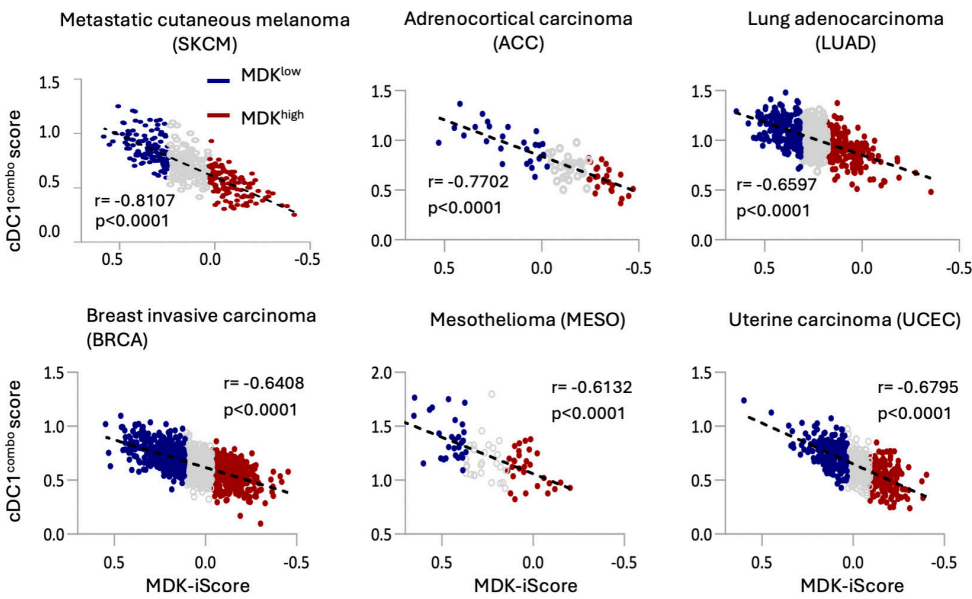 Metastatic cutaneous melanoma
(SKCM)
MDKlow
MDKhigh
cDC1combo score
1.5
1.0
0.5
0.0
r= -0.8107
p<0.0001
0.5 0.0 -0.5
Adrenocortical carcinoma
(ACC)
1.5
1.0
0.5
0.0
r= -0.7702
p<0.0001
0.5 0.0 -0.5
Lung adenocarcinoma
(LUAD)
1.5
1.0
0.5
0.0
r= -0.6597
p<0.0001
0.5 0.0 -0.5
Breast invasive carcinoma
(BRCA)
cDC1combo score
1.5
1.0
0.5
0.0
r= -0.6408
p<0.0001
0.5 0.0 -0.5
MDK-iScore
Mesothelioma (MESO)
2.0
1.5
1.0
0.5
r= -0.6132
p<0.0001
0.5 0.0 -0.5
MDK-iScore
Uterine carcinoma (UCEC)
1.5
1.0
0.5
0.0
r= -0.6795
p<0.0001
0.5 0.0 -0.5
MDK-iScore